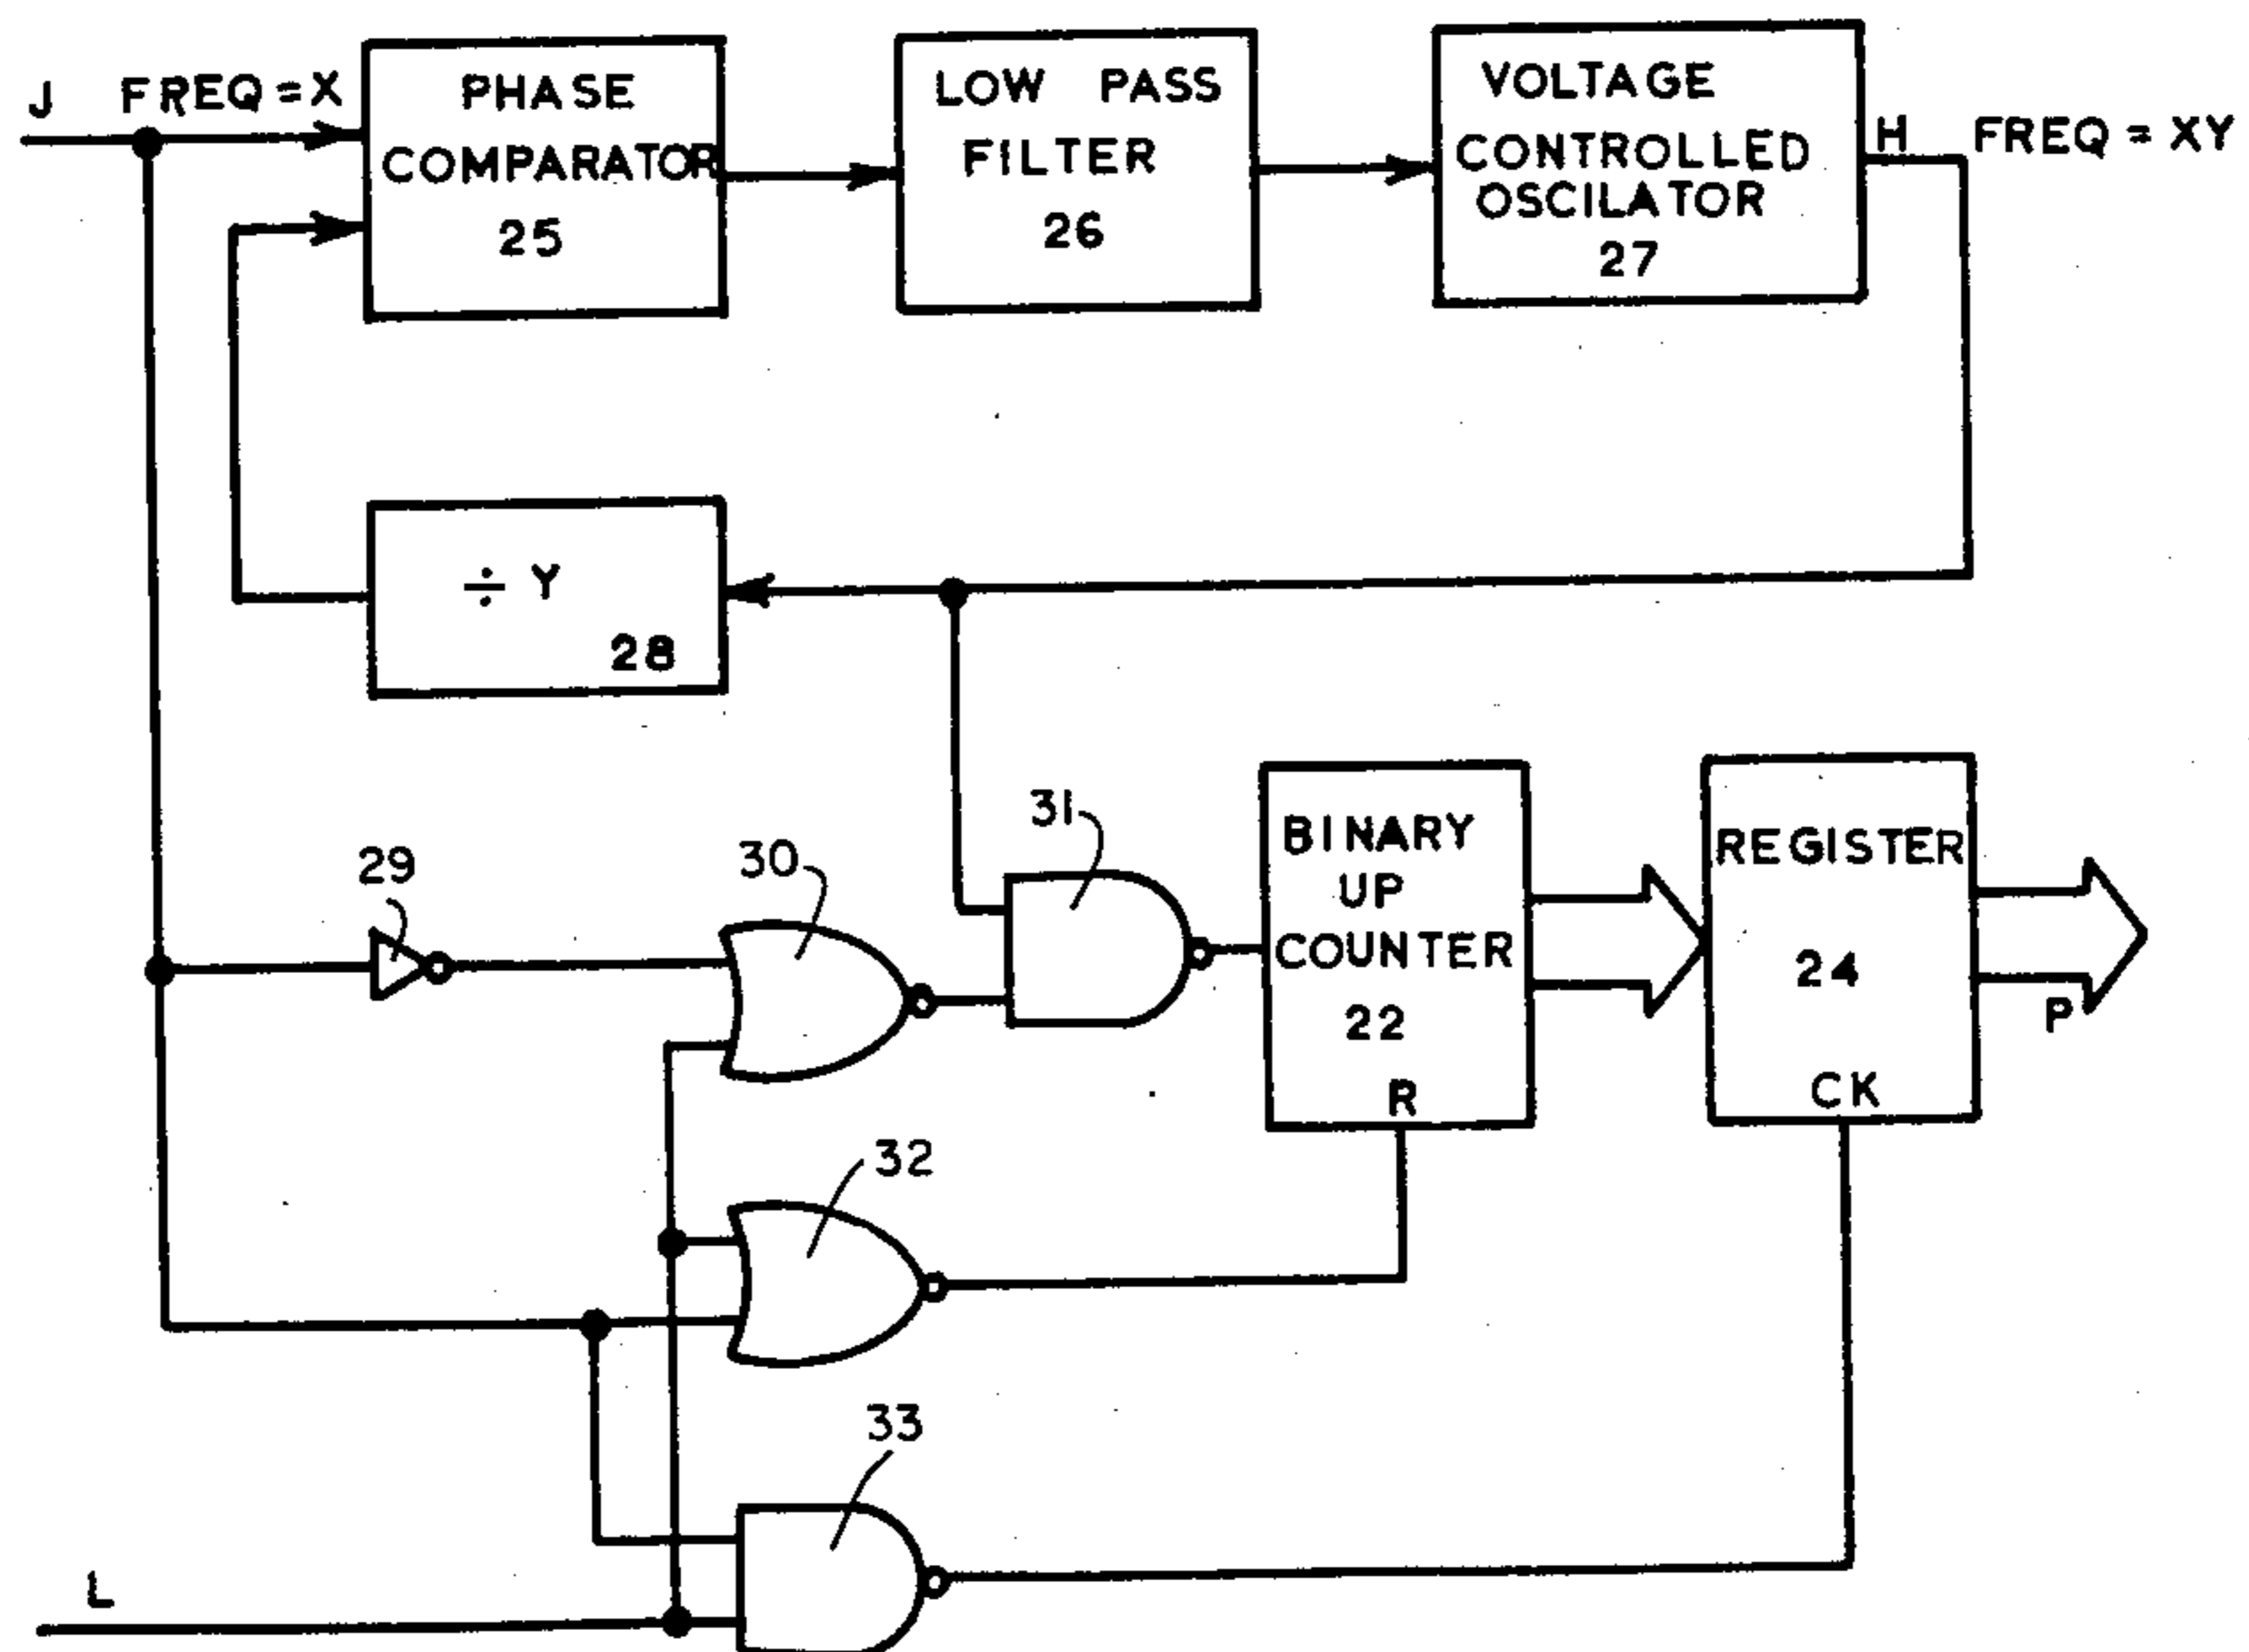 J FREQ = X
PHASE
COMPARATOR
25
LOW PASS
FILTER
26
VOLTAGE
CONTROLLED
OSCILATOR
27
H FREQ = XY
÷ Y
28
29
30
31
BINARY
UP
COUNTER
22
R
REGISTER
24
CK
P
32
33
L